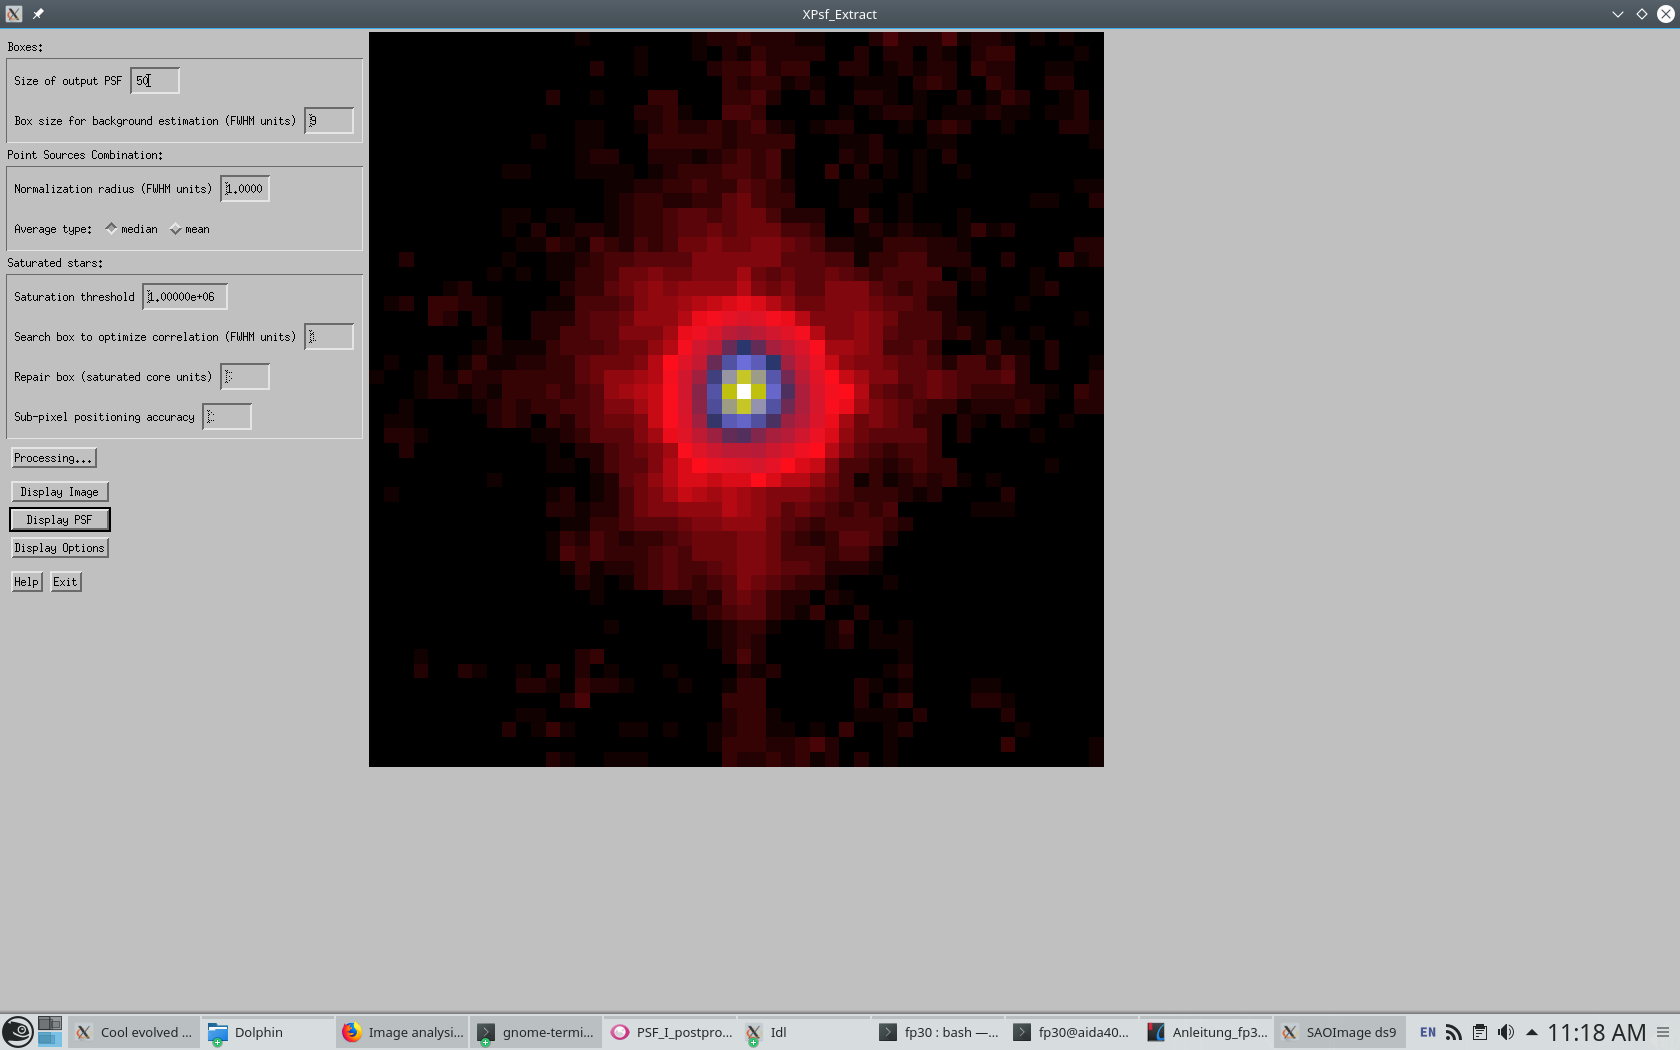 XPsf_Extract
Boxes:
Size of output PSF 50
Box size for background estimation (FWHM units) 9
Point Sources Combination:
Normalization radius (FWHM units) 1.0000
Average type: median mean
Saturated stars:
Saturation threshold 1.00000e+06
Search box to optimize correlation (FWHM units)
Repair box (saturated core units)
Sub-pixel positioning accuracy
Processing...
Display Image
Display PSF
Display Options
Help Exit
Cool evolved ... Dolphin Image analysi... gnome-termi... PSF_I_postpro... Idl fp30 : bash —... fp30@aida40... Anleitung_fp3... SAOImage ds9 EN 11:18 AM